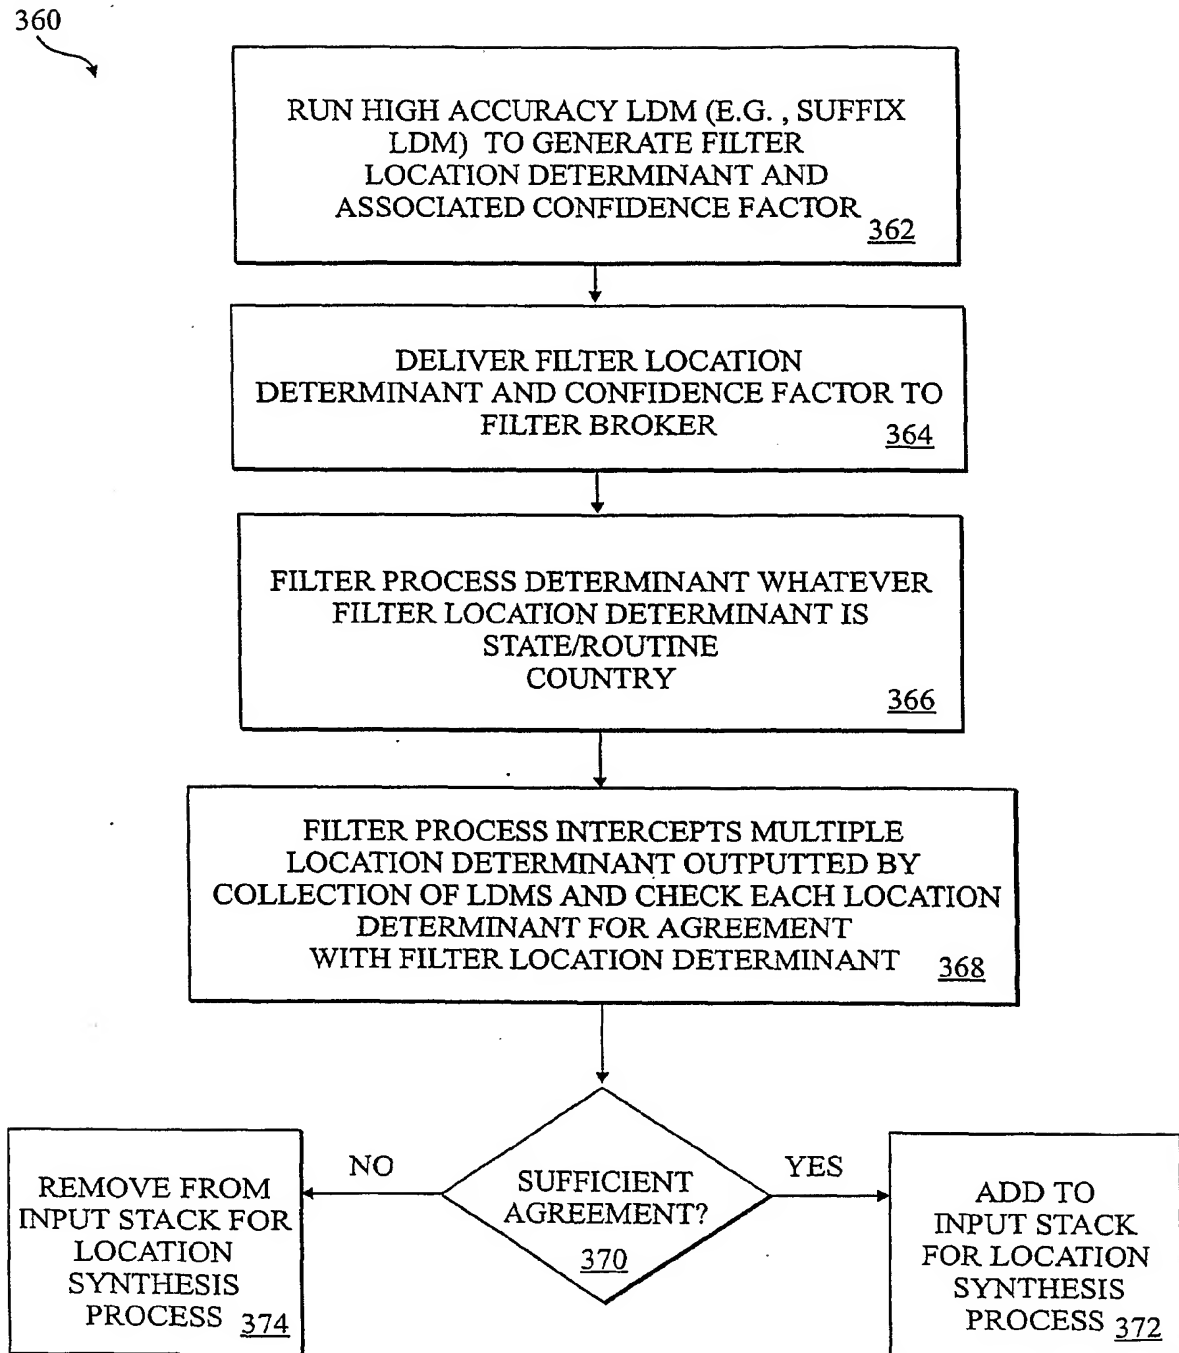 360
RUN HIGH ACCURACY LDM (E.G. , SUFFIX
LDM) TO GENERATE FILTER
LOCATION DETERMINANT AND
ASSOCIATED CONFIDENCE FACTOR
362
DELIVER FILTER LOCATION
DETERMINANT AND CONFIDENCE FACTOR TO
FILTER BROKER
364
FILTER PROCESS DETERMINANT WHATEVER
FILTER LOCATION DETERMINANT IS
STATE/ROUTINE
COUNTRY
366
FILTER PROCESS INTERCEPTS MULTIPLE
LOCATION DETERMINANT OUTPUTTED BY
COLLECTION OF LDMS AND CHECK EACH LOCATION
DETERMINANT FOR AGREEMENT
WITH FILTER LOCATION DETERMINANT
368
SUFFICIENT
AGREEMENT?
370
NO
YES
REMOVE FROM
INPUT STACK FOR
LOCATION
SYNTHESIS
PROCESS
374
ADD TO
INPUT STACK
FOR LOCATION
SYNTHESIS
PROCESS
372